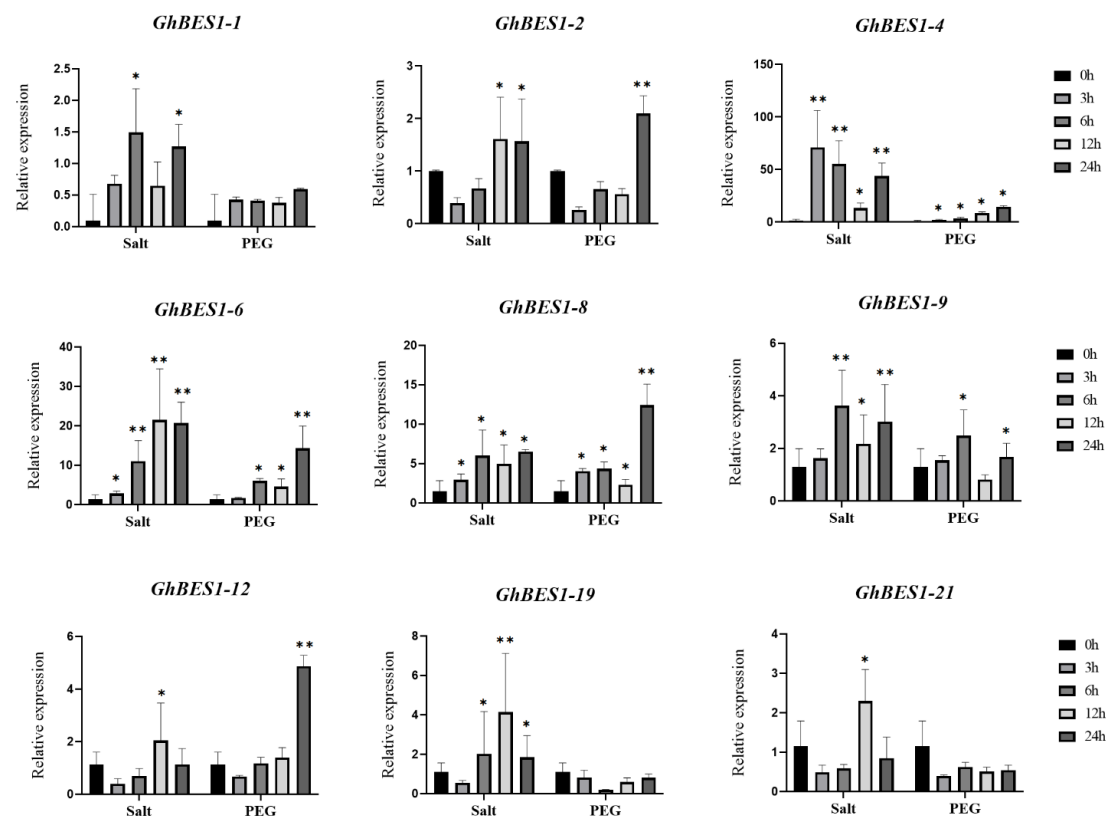 GhBES1-1
GhBES1-2
GhBES1-4
Relative expression
2.5
2.0
1.5
1.0
0.5
0.0
*
*
Salt
PEG
Relative expression
3
2
1
0
*
*
**
Salt
PEG
Relative expression
150
100
50
0
**
**
*
**
*
*
*
*
Salt
PEG
0h
3h
6h
12h
24h
GhBES1-6
GhBES1-8
GhBES1-9
Relative expression
40
30
20
10
0
*
**
**
**
*
*
**
Salt
PEG
Relative expression
20
15
10
5
0
*
*
*
*
*
*
*
**
Salt
PEG
Relative expression
6
4
2
0
**
*
**
*
*
Salt
PEG
0h
3h
6h
12h
24h
GhBES1-12
GhBES1-19
GhBES1-21
Relative expression
6
4
2
0
*
**
Salt
PEG
Relative expression
8
6
4
2
0
*
**
*
Salt
PEG
Relative expression
4
3
2
1
0
*
Salt
PEG
0h
3h
6h
12h
24h